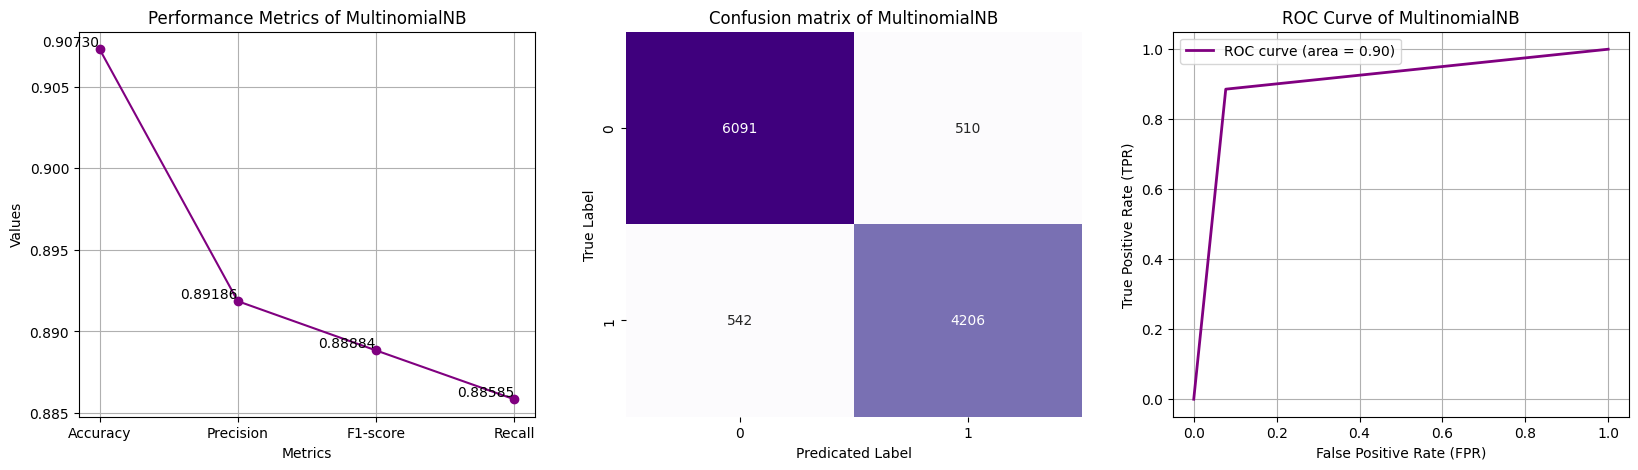 Performance Metrics of MultinomialNB
0.90730
0.905
0.900
0.895
0.890
0.885
0.89186
0.88884
0.88585
Values
Accuracy
Precision
F1-score
Recall
Metrics
Confusion matrix of MultinomialNB
True Label
0
1
6091
510
542
4206
0
1
Predicated Label
ROC Curve of MultinomialNB
ROC curve (area = 0.90)
True Positive Rate (TPR)
1.0
0.8
0.6
0.4
0.2
0.0
0.0
0.2
0.4
0.6
0.8
1.0
False Positive Rate (FPR)